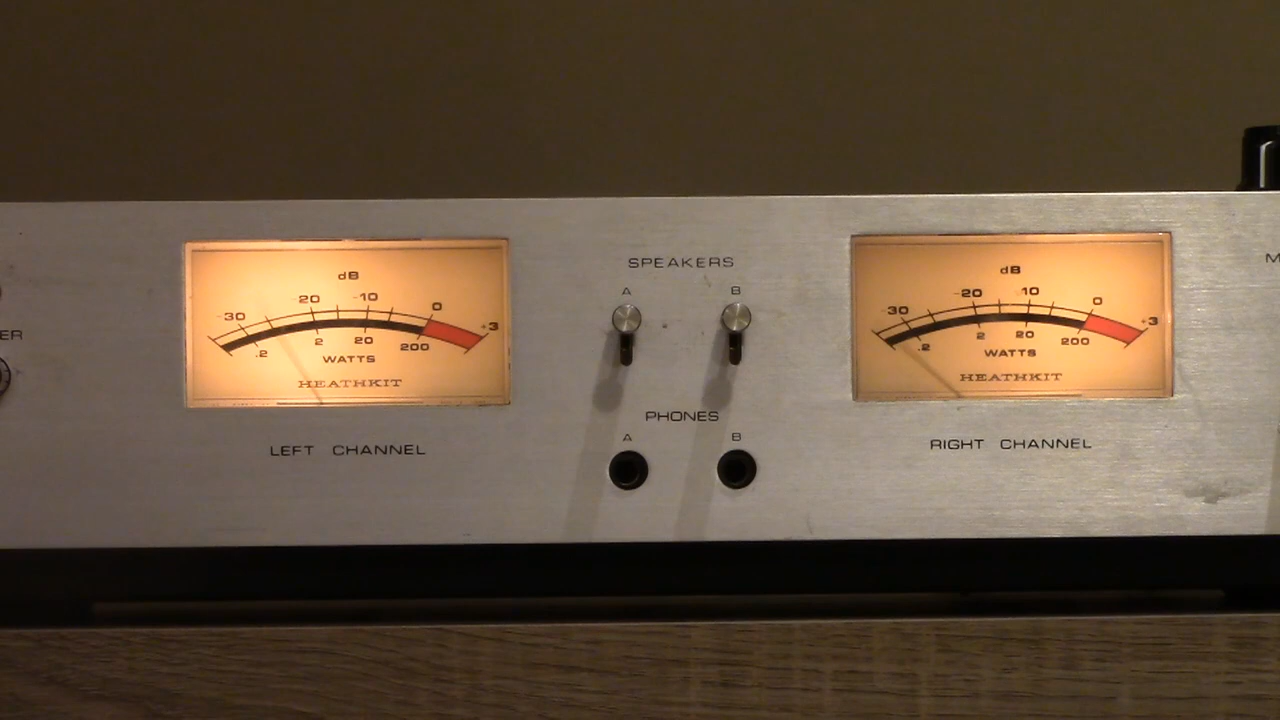 ER
dB
-30 -20 -10 0 +3
.2 2 20 200
WATTS
HEATHKIT
LEFT CHANNEL
SPEAKERS
A B
PHONES
A B
dB
-30 -20 -10 0 +3
.2 2 20 200
WATTS
HEATHKIT
RIGHT CHANNEL
M